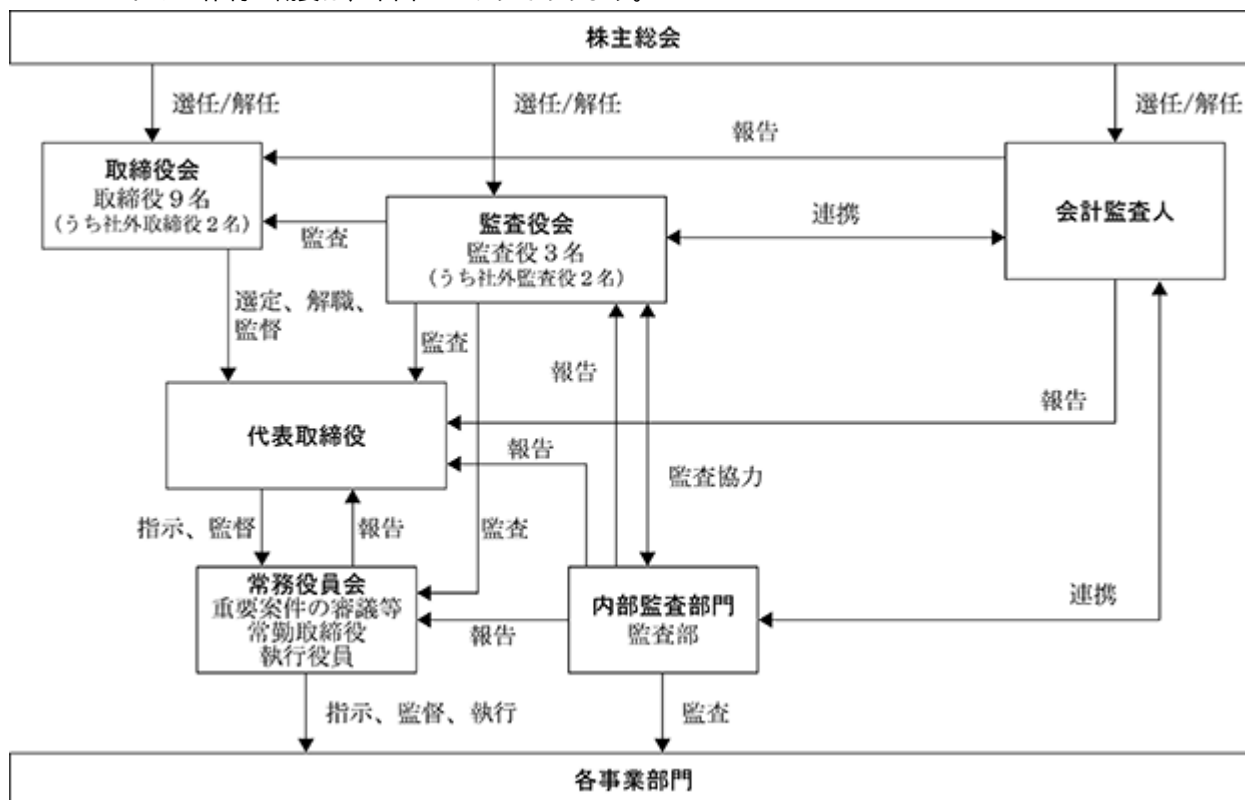 株主総会
選任/解任
選任/解任
選任/解任
報告
取締役会
取締役９名
(うち社外取締役２名)
監査
監査役会
監査役３名
(うち社外監査役２名)
連携
会計監査人
選定、解職、
監督
監査
報告
報告
代表取締役
報告
監査協力
指示、監督
報告
監査
常務役員会
重要案件の審議等
常勤取締役
執行役員
報告
内部監査部門
監査部
連携
指示、監督、執行
監査
各事業部門